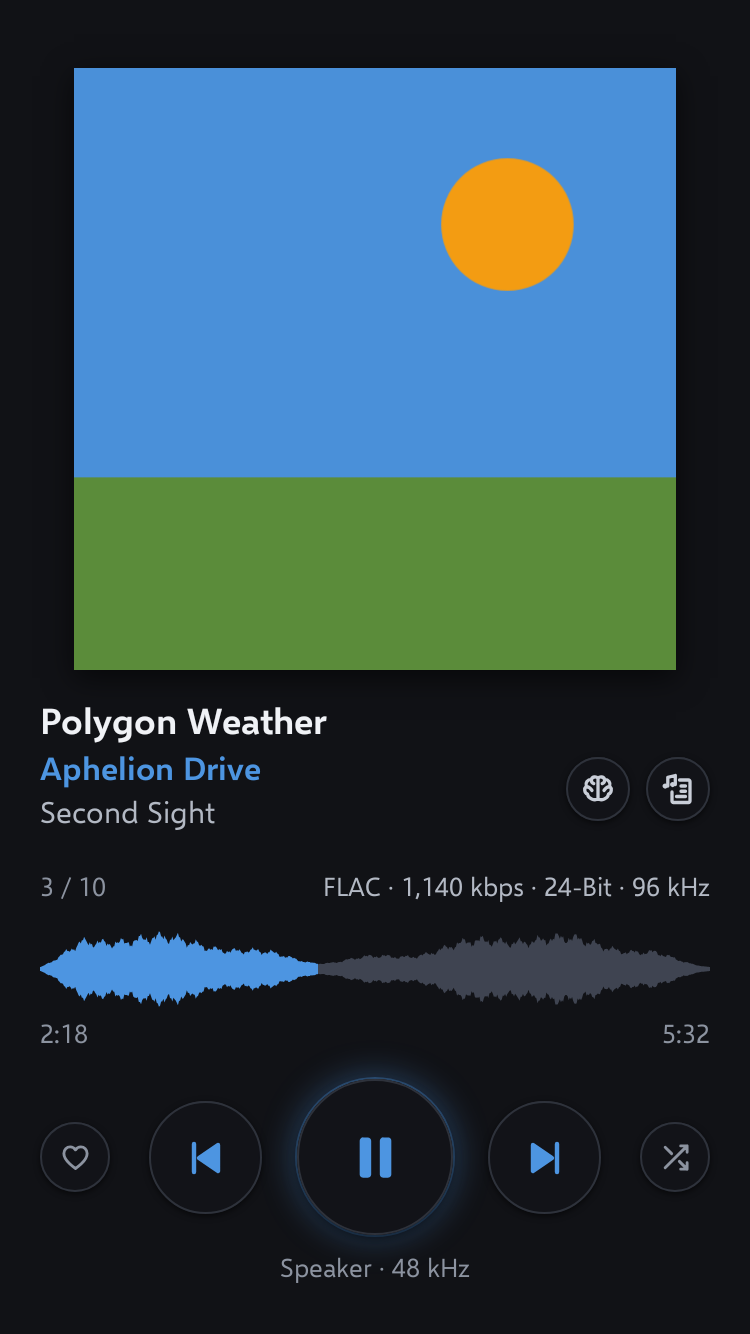 Polygon Weather
Aphelion Drive
Second Sight
3 / 10
FLAC · 1,140 kbps · 24-Bit · 96 kHz
2:18
5:32
Speaker · 48 kHz